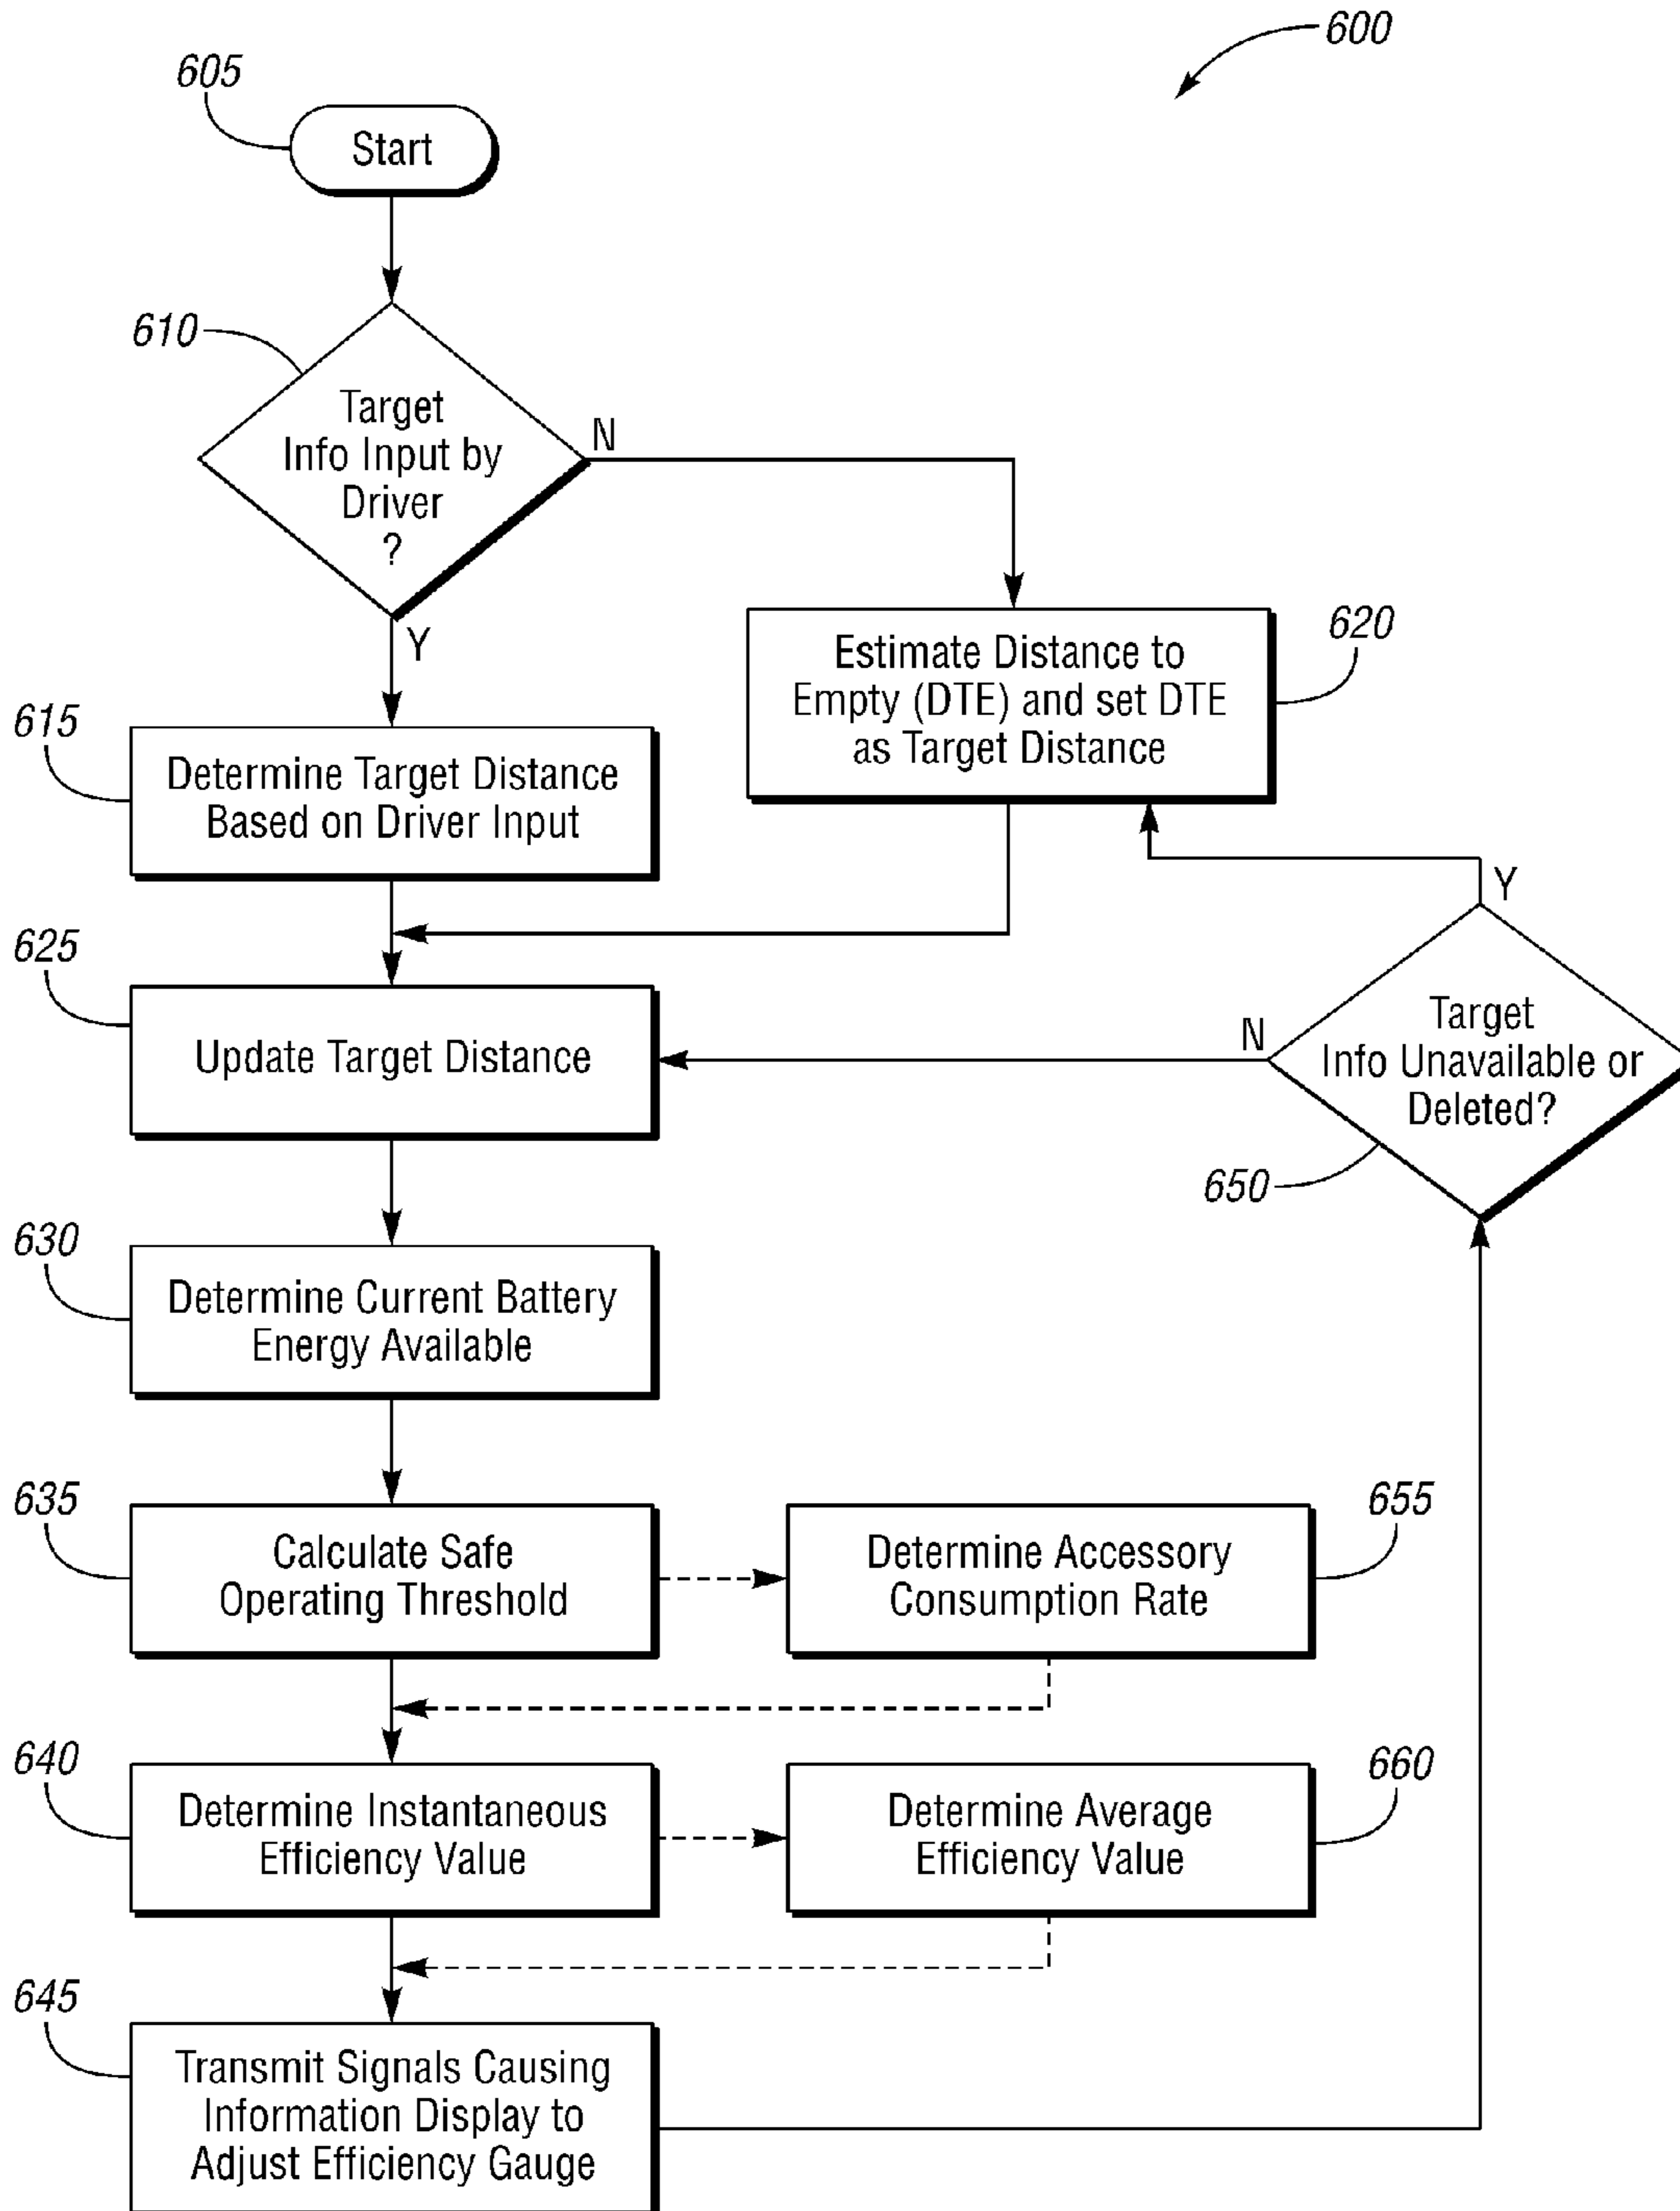 600
605
Start
610
Target
Info Input by
Driver
?
N
Y
620
Estimate Distance to
Empty (DTE) and set DTE
as Target Distance
615
Determine Target Distance
Based on Driver Input
Y
625
Update Target Distance
N
Target
Info Unavailable or
Deleted?
650
630
Determine Current Battery
Energy Available
635
Calculate Safe
Operating Threshold
655
Determine Accessory
Consumption Rate
640
Determine Instantaneous
Efficiency Value
660
Determine Average
Efficiency Value
645
Transmit Signals Causing
Information Display to
Adjust Efficiency Gauge